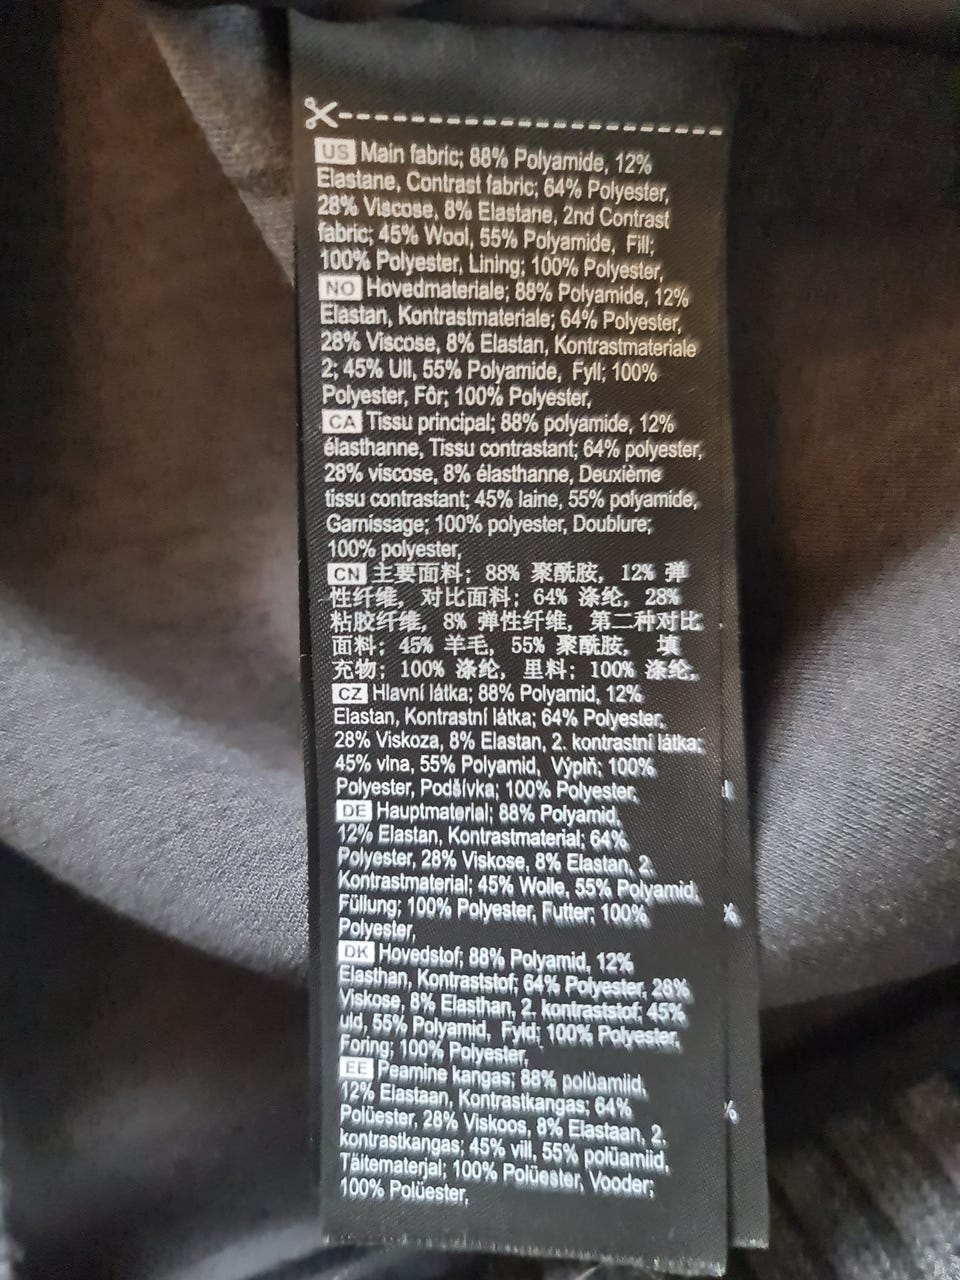 US Main fabric; 88% Polyamide, 12%
Elastane, Contrast fabric; 64% Polyester,
28% Viscose, 8% Elastane, 2nd Contrast
fabric; 45% Wool, 55% Polyamide, Fill;
100% Polyester, Lining; 100% Polyester,
NO Hovedmateriale; 88% Polyamide, 12%
Elastan, Kontrastmateriale; 64% Polyester,
28% Viscose, 8% Elastan, Kontrastmateriale
2; 45% Ull, 55% Polyamide, Fyll; 100%
Polyester, Fôr; 100% Polyester,
CA Tissu principal; 88% polyamide, 12%
élasthanne, Tissu contrastant; 64% polyester,
28% viscose, 8% élasthanne, Deuxième
tissu contrastant; 45% laine, 55% polyamide,
Garnissage; 100% polyester, Doublure;
100% polyester,
CN 主要面料; 88% 聚酰胺, 12% 弹
性纤维, 对比面料; 64% 涤纶, 28%
粘胶纤维, 8% 弹性纤维, 第二种对比
面料; 45% 羊毛, 55% 聚酰胺, 填
充物; 100% 涤纶, 里料; 100% 涤纶,
CZ Hlavní látka; 88% Polyamid, 12%
Elastan, Kontrastní látka; 64% Polyester,
28% Viskoza, 8% Elastan, 2. kontrastní látka;
45% vlna, 55% Polyamid, Výplň; 100%
Polyester, Podšívka; 100% Polyester,
DE Hauptmaterial; 88% Polyamid,
12% Elastan, Kontrastmaterial; 64%
Polyester, 28% Viskose, 8% Elastan, 2.
Kontrastmaterial; 45% Wolle, 55% Polyamid,
Füllung; 100% Polyester, Futter; 100%
Polyester,
DK Hovedstof; 88% Polyamid, 12%
Elasthan, Kontraststof; 64% Polyester, 28%
Viskose, 8% Elasthan, 2. kontraststof; 45%
uld, 55% Polyamid, Fyld; 100% Polyester,
Foring; 100% Polyester,
EE Peamine kangas; 88% polüamiid,
12% Elastaan, Kontrastkangas; 64%
Polüester, 28% Viskoos, 8% Elastaan, 2.
kontrastkangas; 45% vill, 55% polüamiid,
Täitematerjal; 100% Polüester, Vooder;
100% Polüester,